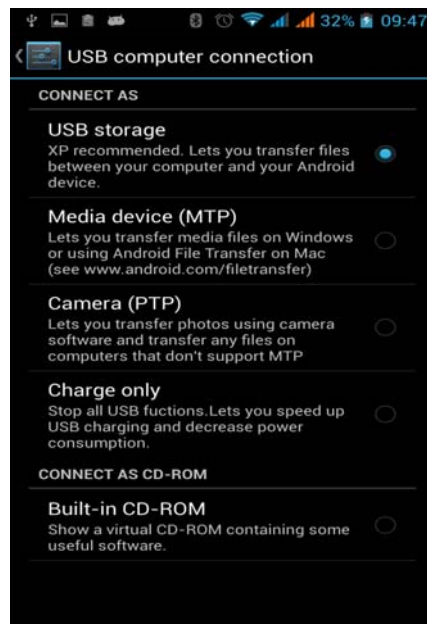 32% 09:47
USB computer connection
CONNECT AS
USB storage
XP recommended. Lets you transfer files
between your computer and your Android
device.
Media device (MTP)
Lets you transfer media files on Windows
or using Android File Transfer on Mac
(see www.android.com/filetransfer)
Camera (PTP)
Lets you transfer photos using camera
software and transfer any files on
computers that don't support MTP
Charge only
Stop all USB fuctions.Lets you speed up
USB charging and decrease power
consumption.
CONNECT AS CD-ROM
Built-in CD-ROM
Show a virtual CD-ROM containing some
useful software.